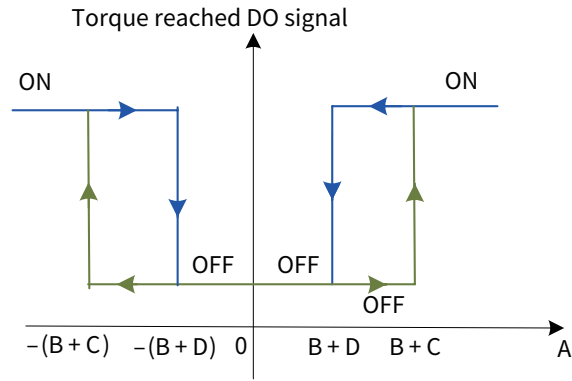 Torque reached DO signal
ON
ON
OFF
OFF
OFF
−(B + C)
−(B + D)
0
B + D
B + C
A